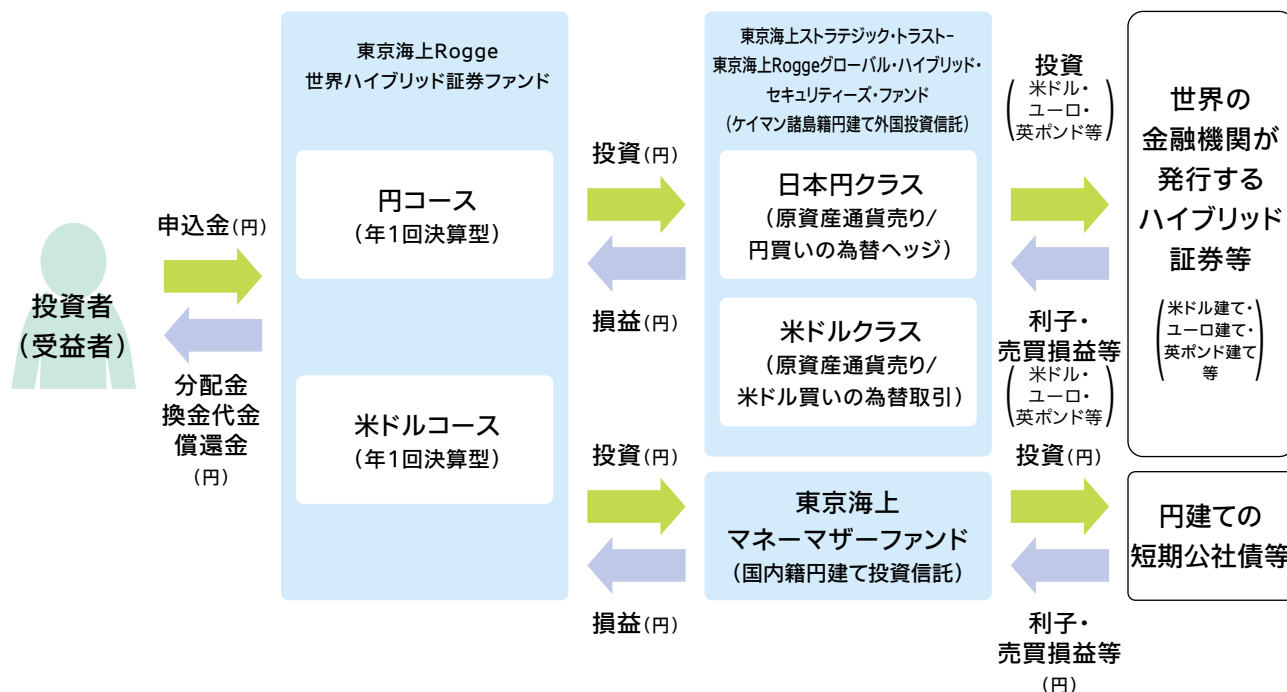 投資者
（受益者）
申込金(円)
分配金
換金代金
償還金
(円)
東京海上Rogge
世界ハイブリッド証券ファンド
円コース
（年1回決算型）
米ドルコース
（年1回決算型）
投資(円)
損益(円)
投資(円)
損益(円)
東京海上ストラテジック・トラスト－
東京海上Roggeグローバル・ハイブリッド・
セキュリティーズ・ファンド
（ケイマン諸島籍円建て外国投資信託）
日本円クラス
（原資産通貨売り/
円買いの為替ヘッジ）
米ドルクラス
（原資産通貨売り/
米ドル買いの為替取引）
東京海上
マネーマザーファンド
（国内籍円建て投資信託）
投資
（米ドル・
ユーロ・
英ポンド等）
利子・
売買損益等
（米ドル・
ユーロ・
英ポンド等）
投資(円)
利子・
売買損益等
(円)
世界の
金融機関が
発行する
ハイブリッド
証券等
（米ドル建て・
ユーロ建て・
英ポンド建て
等）
円建ての
短期公社債等